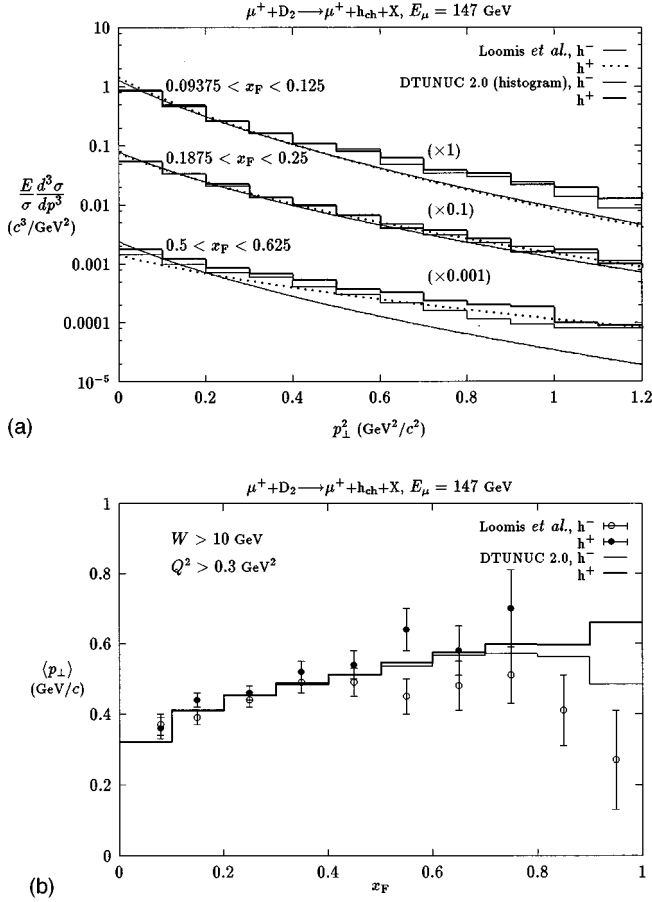 μ⁺+D₂⟶μ⁺+h_ch+X, E_μ = 147 GeV
10
1
0.1
0.01
0.001
0.0001
10⁻⁵
E/σ d³σ/dp³
(c³/GeV²)
Loomis et al., h⁻
h⁺
DTUNUC 2.0 (histogram), h⁻
h⁺
0.09375 < x_F < 0.125
(×1)
0.1875 < x_F < 0.25
(×0.1)
0.5 < x_F < 0.625
(×0.001)
0 0.2 0.4 0.6 0.8 1 1.2
(a)
p²_⊥ (GeV²/c²)
μ⁺+D₂⟶μ⁺+h_ch+X, E_μ = 147 GeV
1
0.8
0.6
0.4
0.2
0
⟨p_⊥⟩
(GeV/c)
W > 10 GeV
Q² > 0.3 GeV²
Loomis et al., h⁻
h⁺
DTUNUC 2.0, h⁻
h⁺
0 0.2 0.4 0.6 0.8 1
(b)
x_F